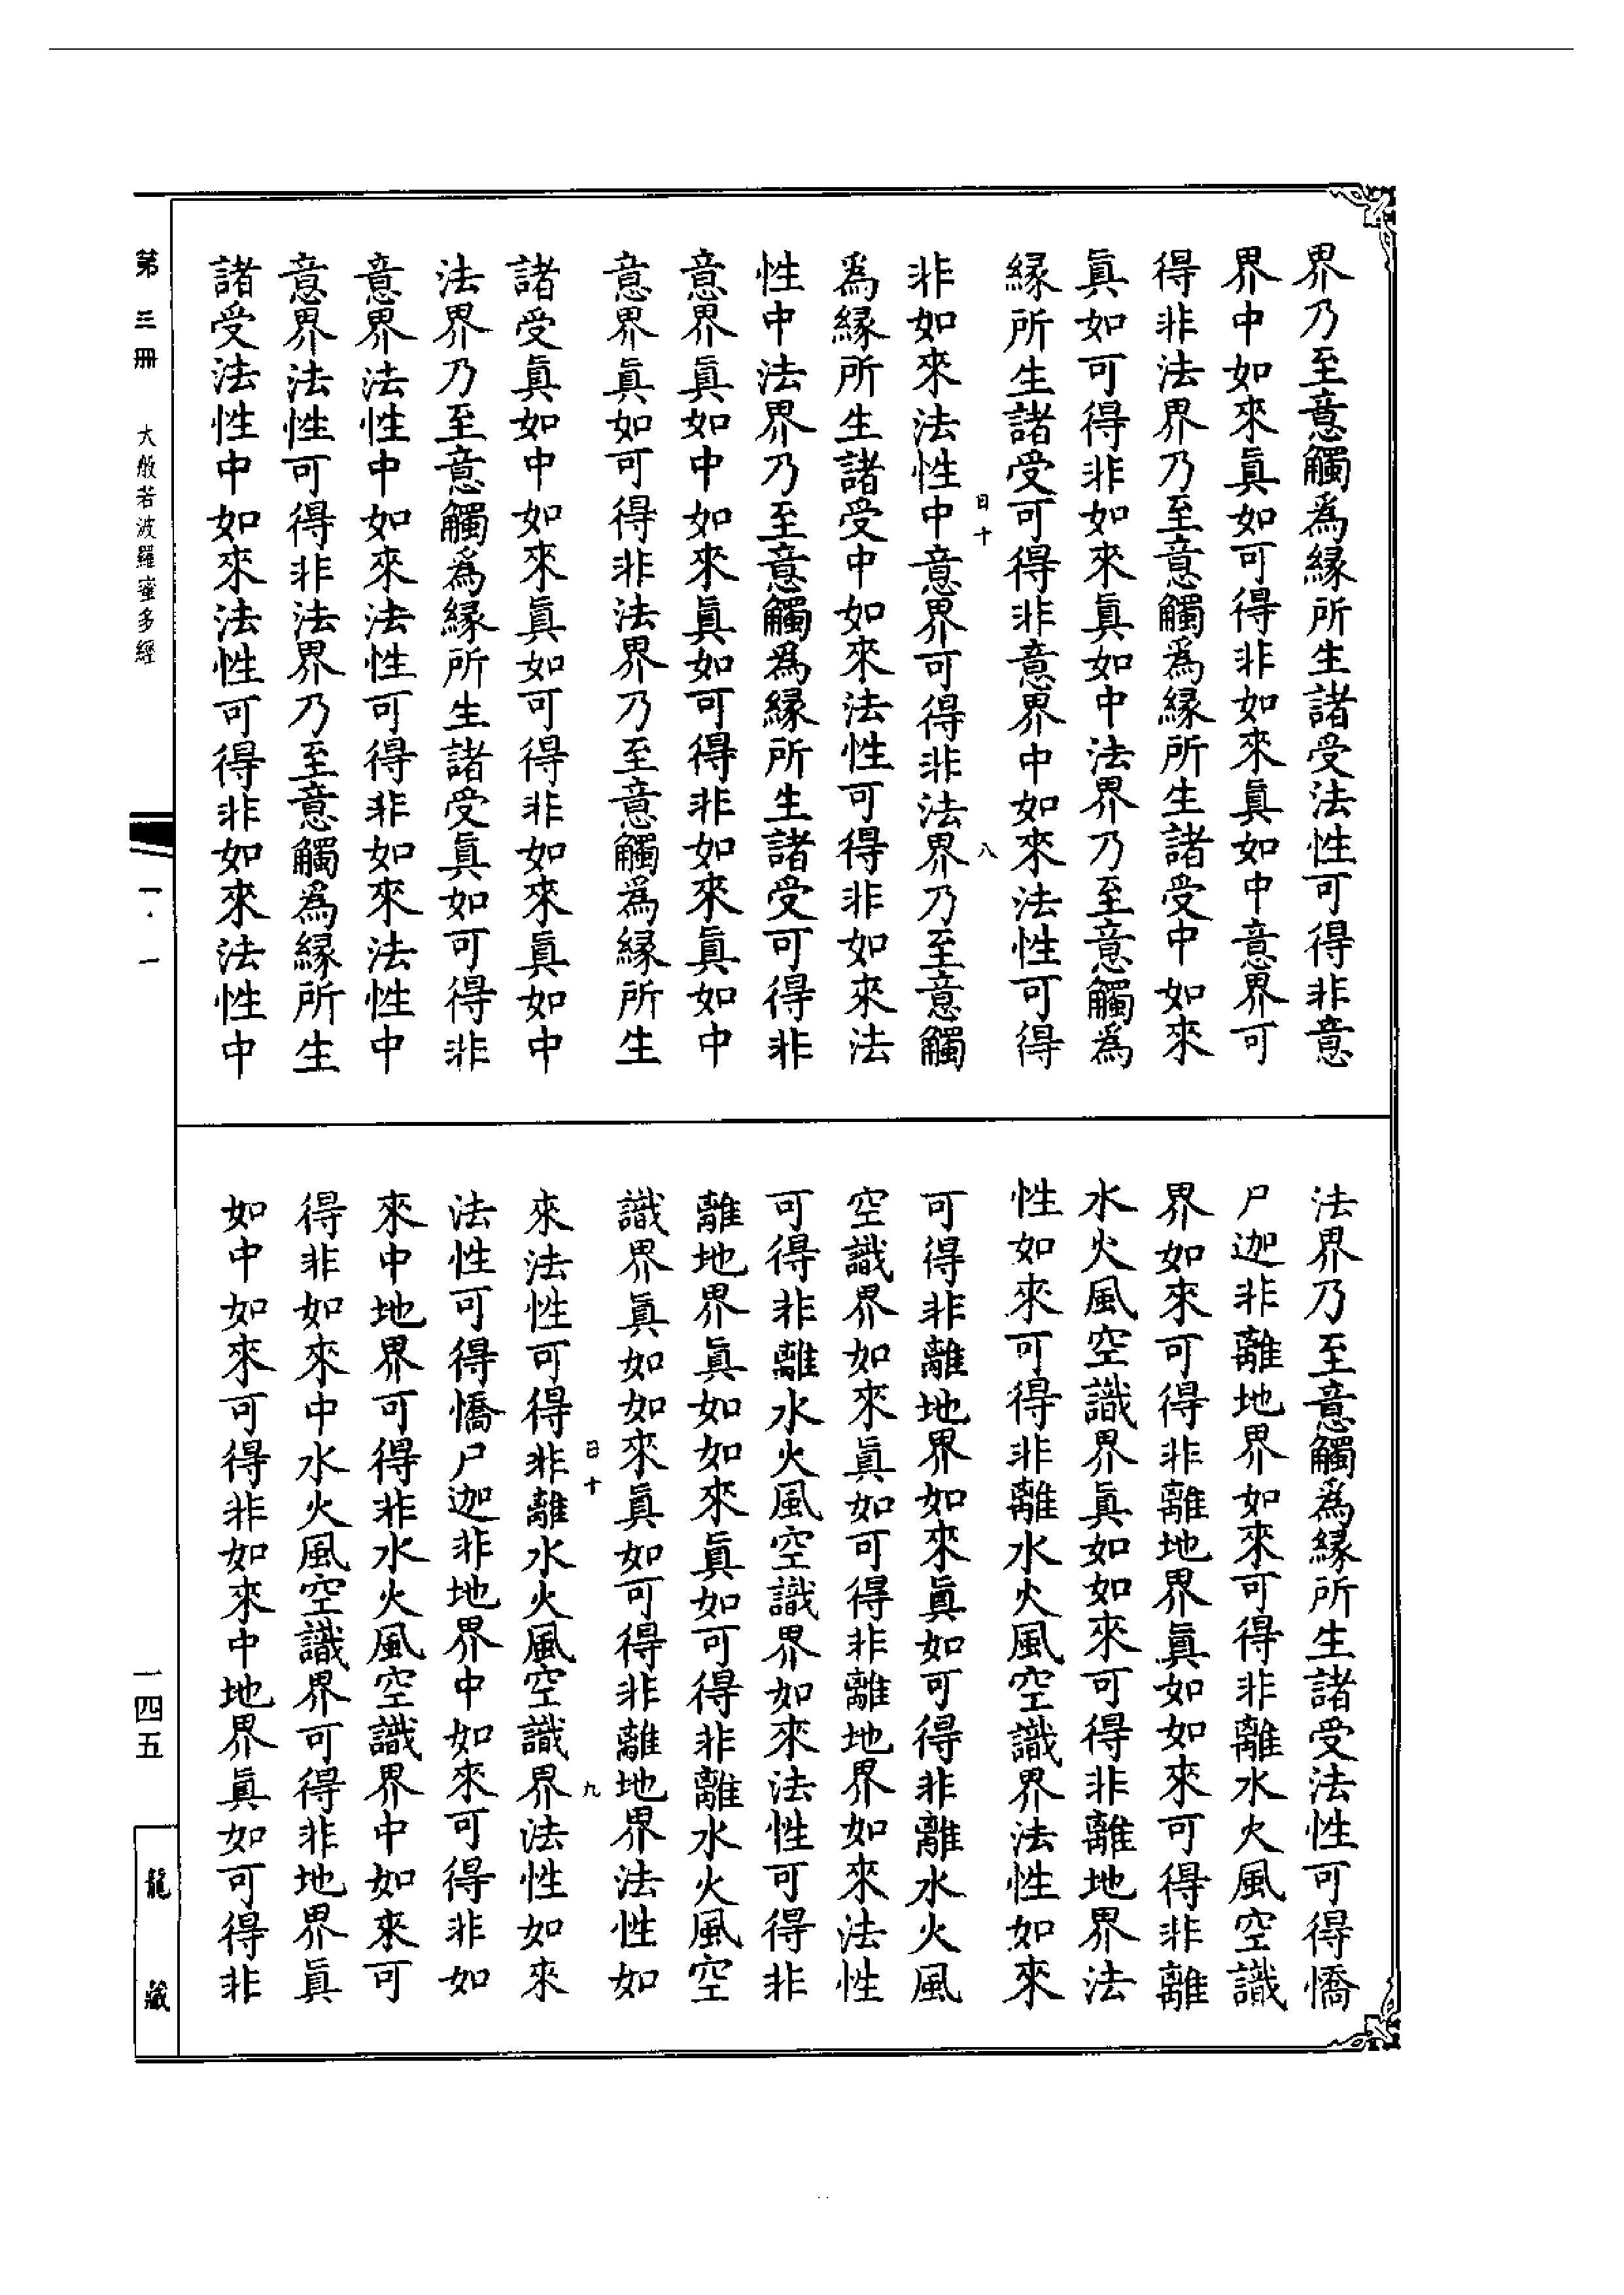 界乃至意觸爲緣所生諸受法性可得非意
界中如來眞如可得非如來眞如中意界可
得非法界乃至意觸爲緣所生諸受中如來
眞如可得非如來眞如中法界乃至意觸爲
緣所生諸受可得非意界中如來法性可得
日十 八
非如來法性中意界可得非法界乃至意觸
爲緣所生諸受中如來法性可得非如來法
性中法界乃至意觸爲緣所生諸受可得非
意界眞如中如來眞如可得非如來眞如中
意界眞如可得非法界乃至意觸爲緣所生
諸受眞如中如來眞如可得非如來眞如中
法界乃至意觸爲緣所生諸受眞如可得非
意界法性中如來法性可得非如來法性中
意界法性可得非法界乃至意觸爲緣所生
諸受法性中如來法性可得非如來法性中
法界乃至意觸爲緣所生諸受法性可得憍
尸迦非離地界如來可得非離水火風空識
界如來可得非離地界眞如如來可得非離
水火風空識界眞如如來可得非離地界法
性如來可得非離水火風空識界法性如來
可得非離地界如來眞如可得非離水火風
空識界如來眞如可得非離地界如來法性
可得非離水火風空識界如來法性可得非
離地界眞如如來眞如可得非離水火風空
識界眞如如來眞如可得非離地界法性如
日十 九
來法性可得非離水火風空識界法性如來
法性可得憍尸迦非地界中如來可得非如
來中地界可得非水火風空識界中如來可
得非如來中水火風空識界可得非地界眞
如中如來可得非如來中地界眞如可得非
第三冊 大般若波羅蜜多經 一·一 一四五 龍藏